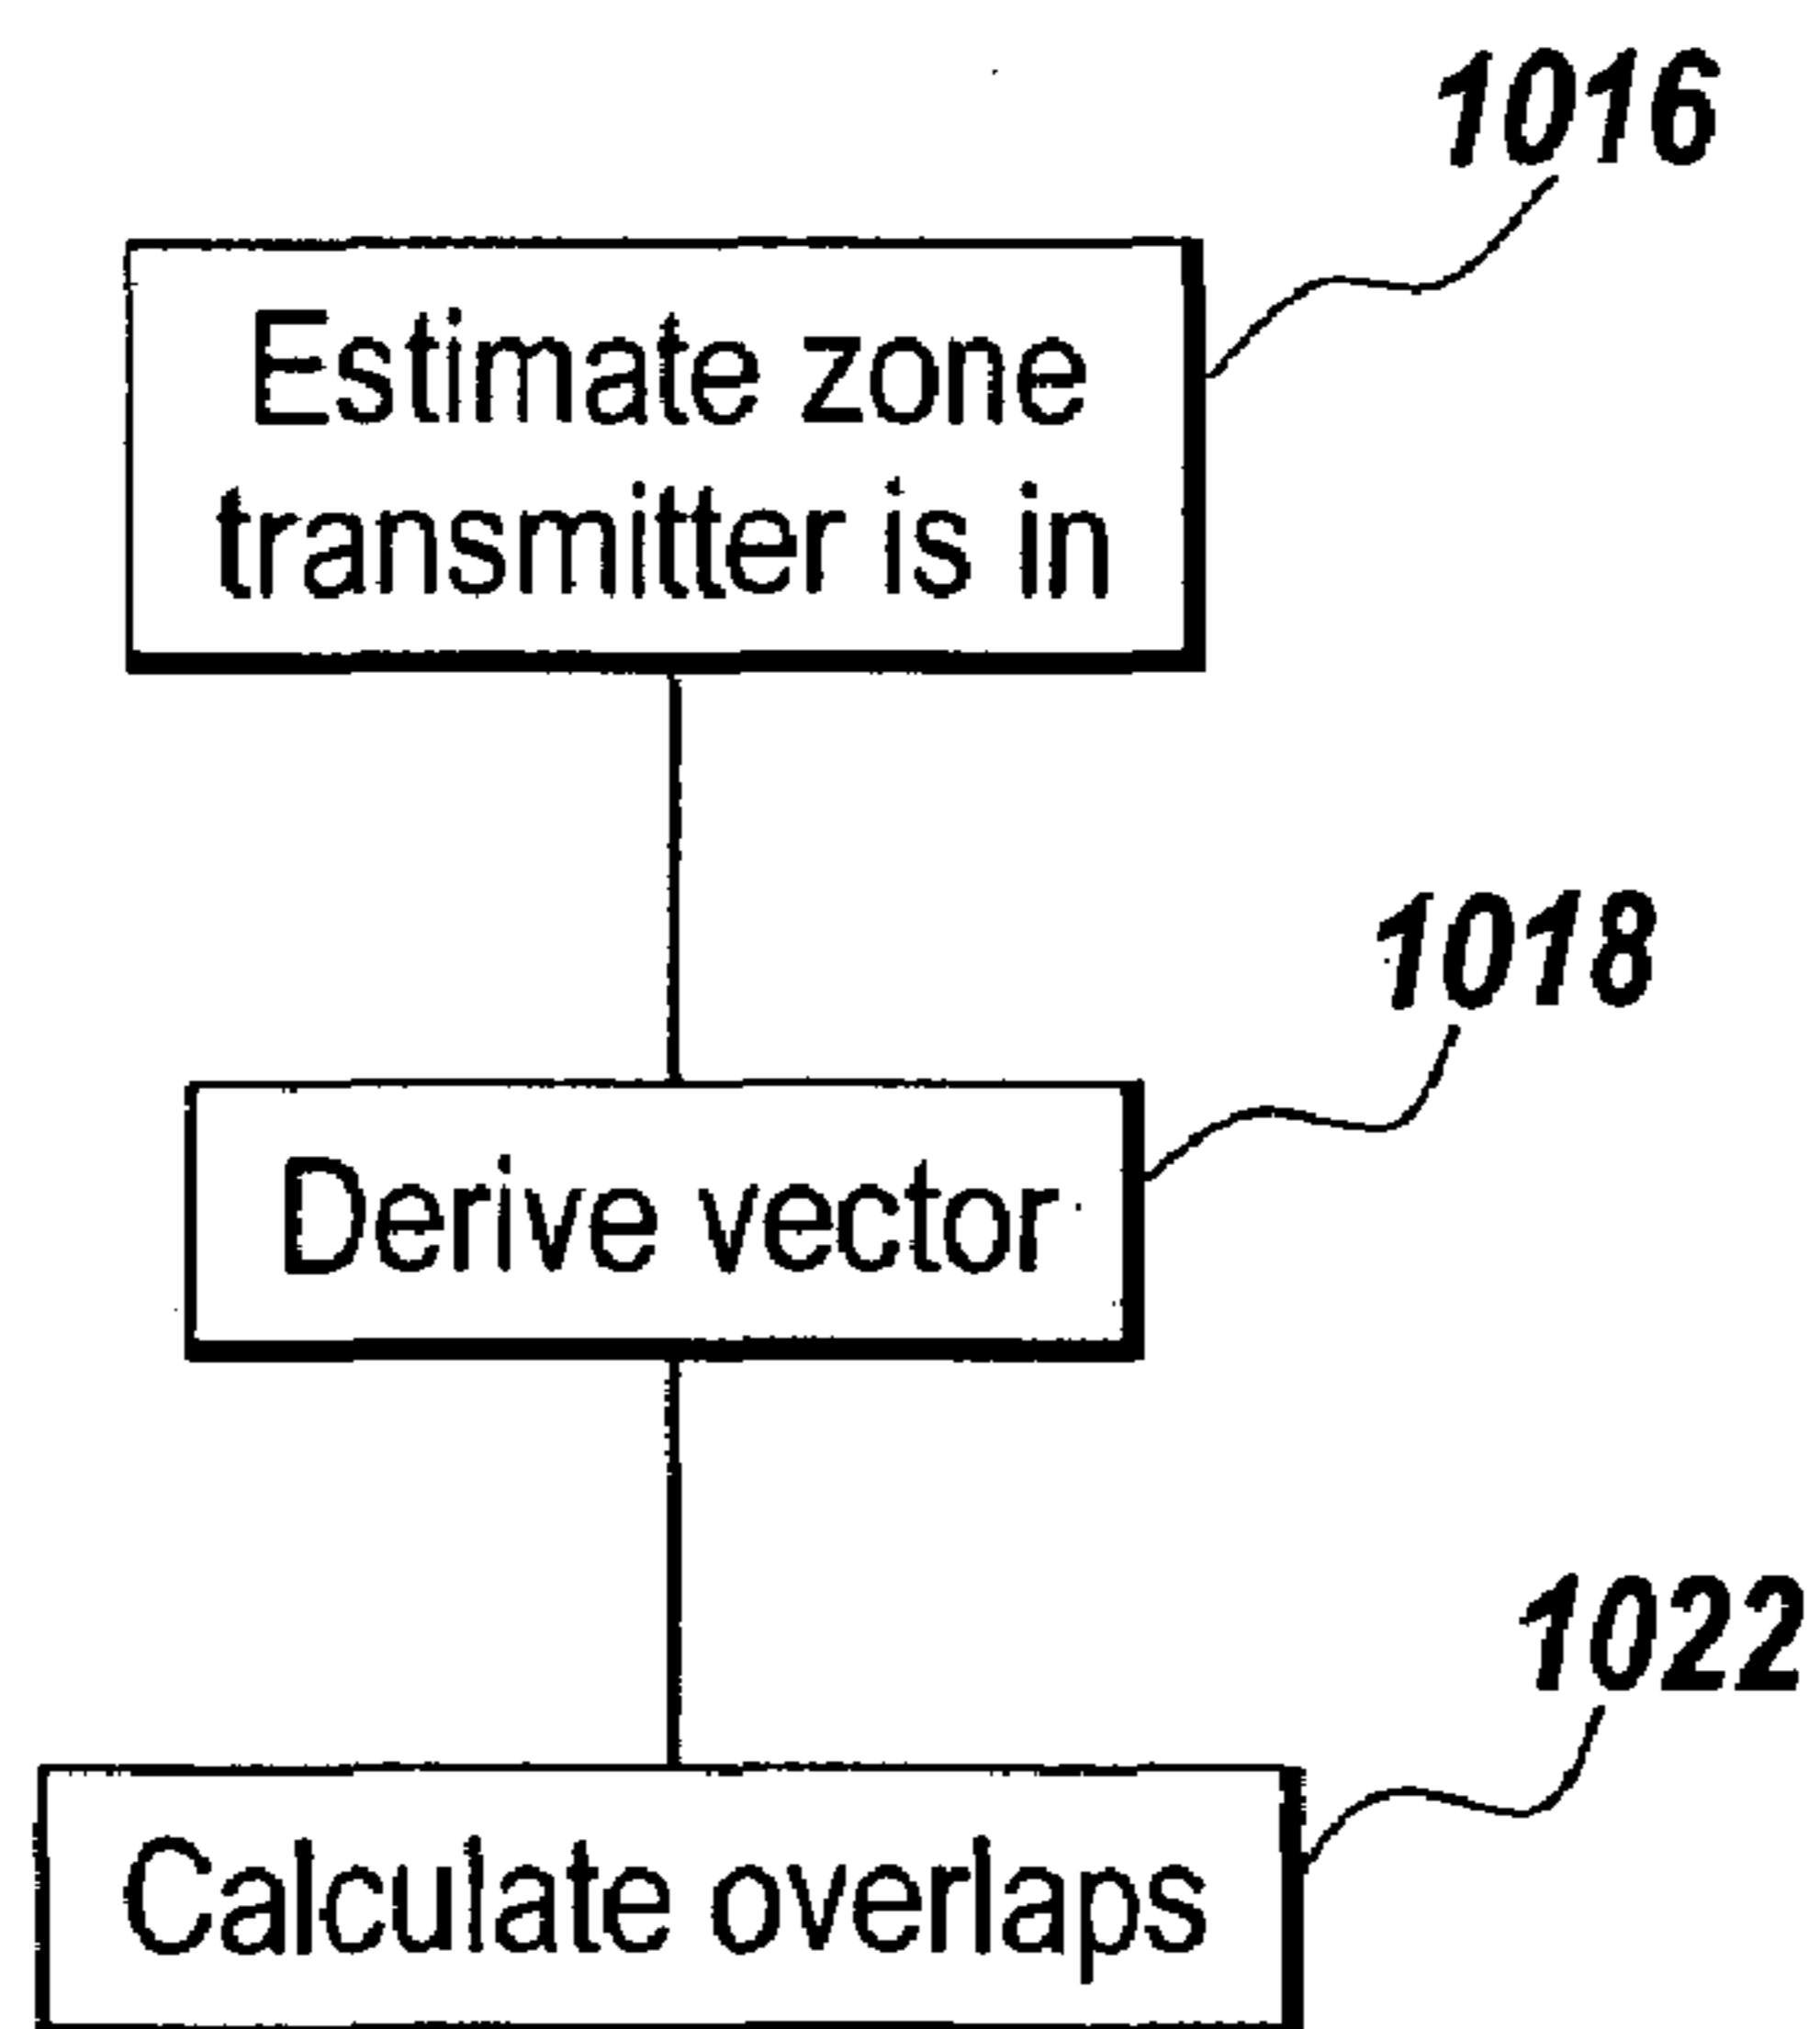 1016
Estimate zone
transmitter is in
1018
Derive vector
1022
Calculate overlaps